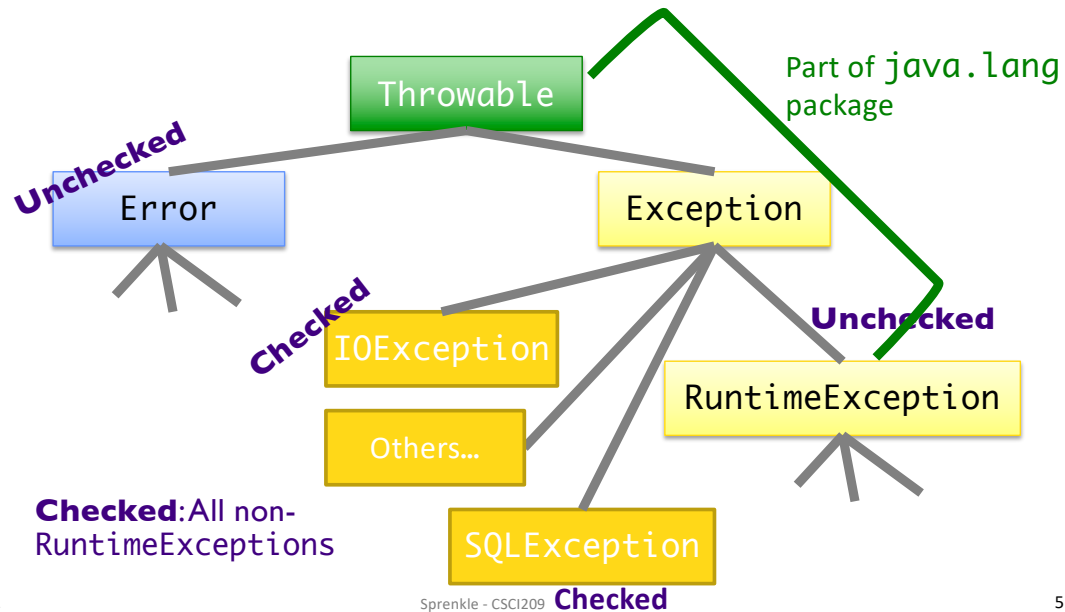 Part of java.lang
package
Throwable
Unchecked
Error
Exception
Checked
Unchecked
IOException
RuntimeException
Others...
Checked: All non-
RuntimeExceptions
SQLException
Sprenkle - CSCI209
Checked
5